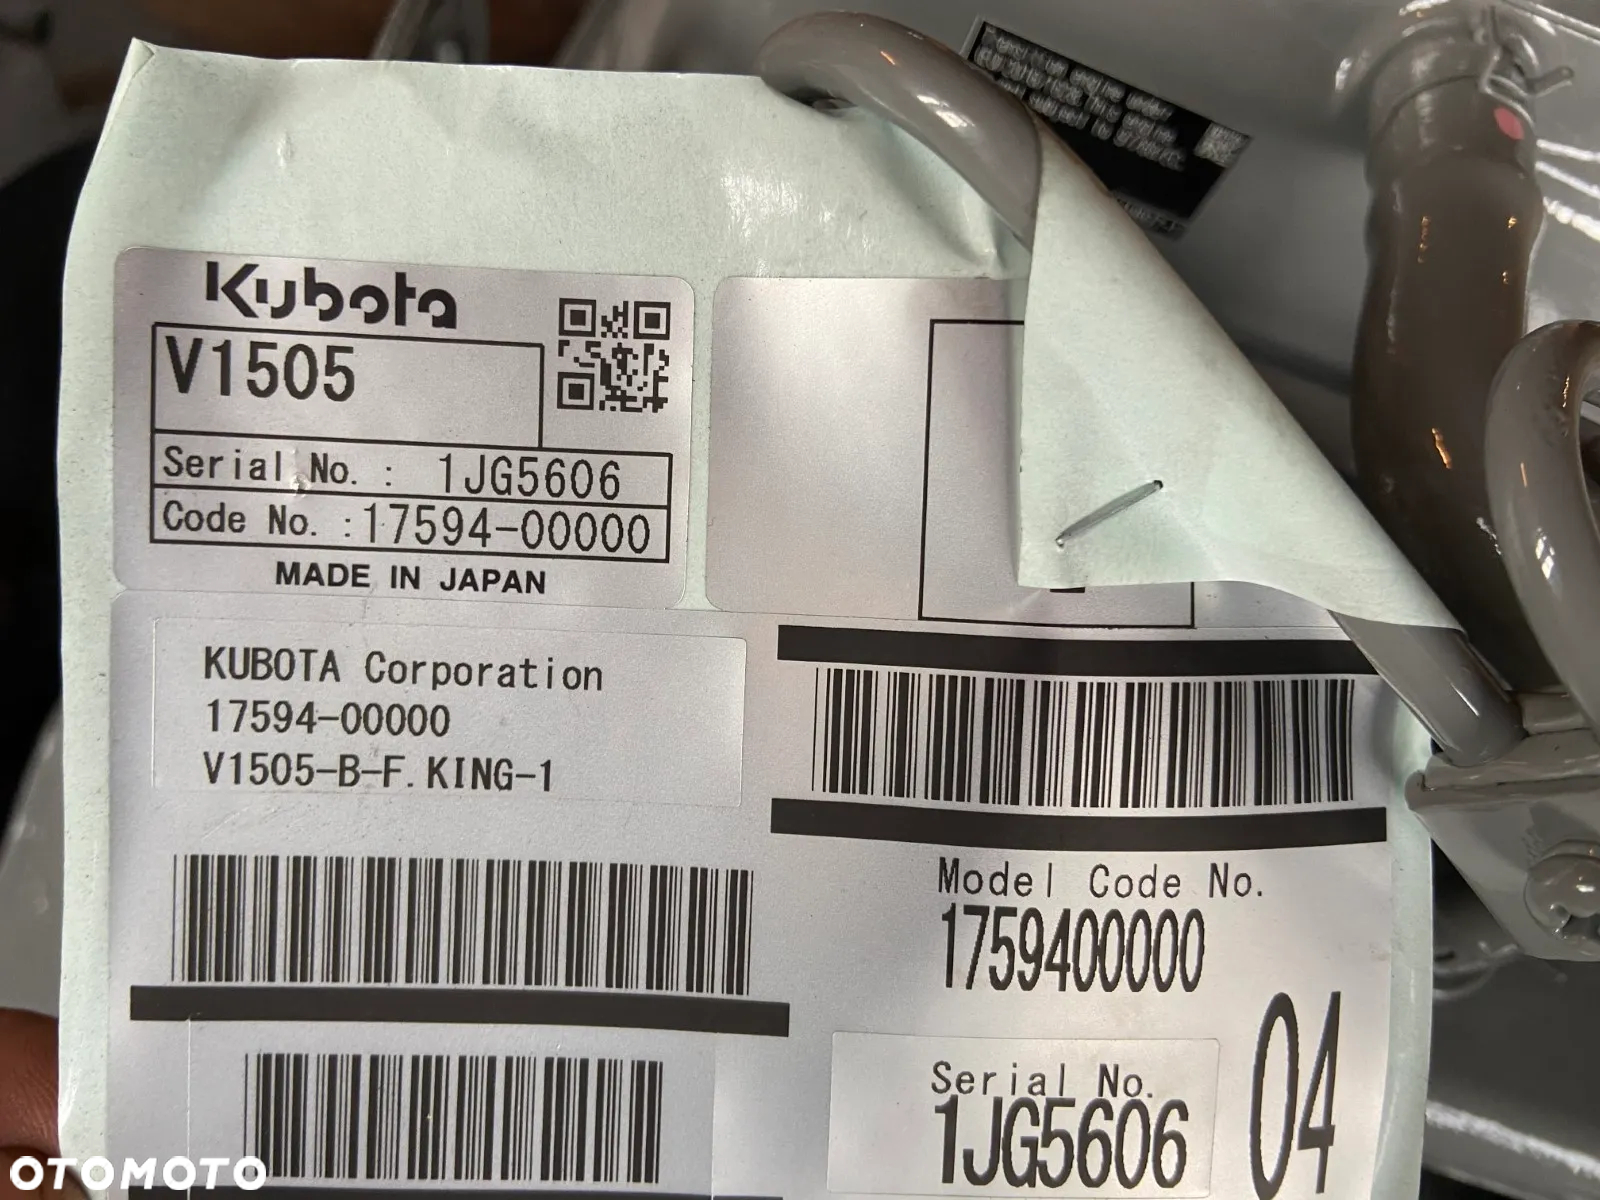 Kubota
V1505
Serial No. : 1JG5606
Code No. :17594-00000
MADE IN JAPAN
KUBOTA Corporation
17594-00000
V1505-B-F.KING-1
Model Code No.
1759400000
04
Serial No.
1JG5606
OTOMOTO